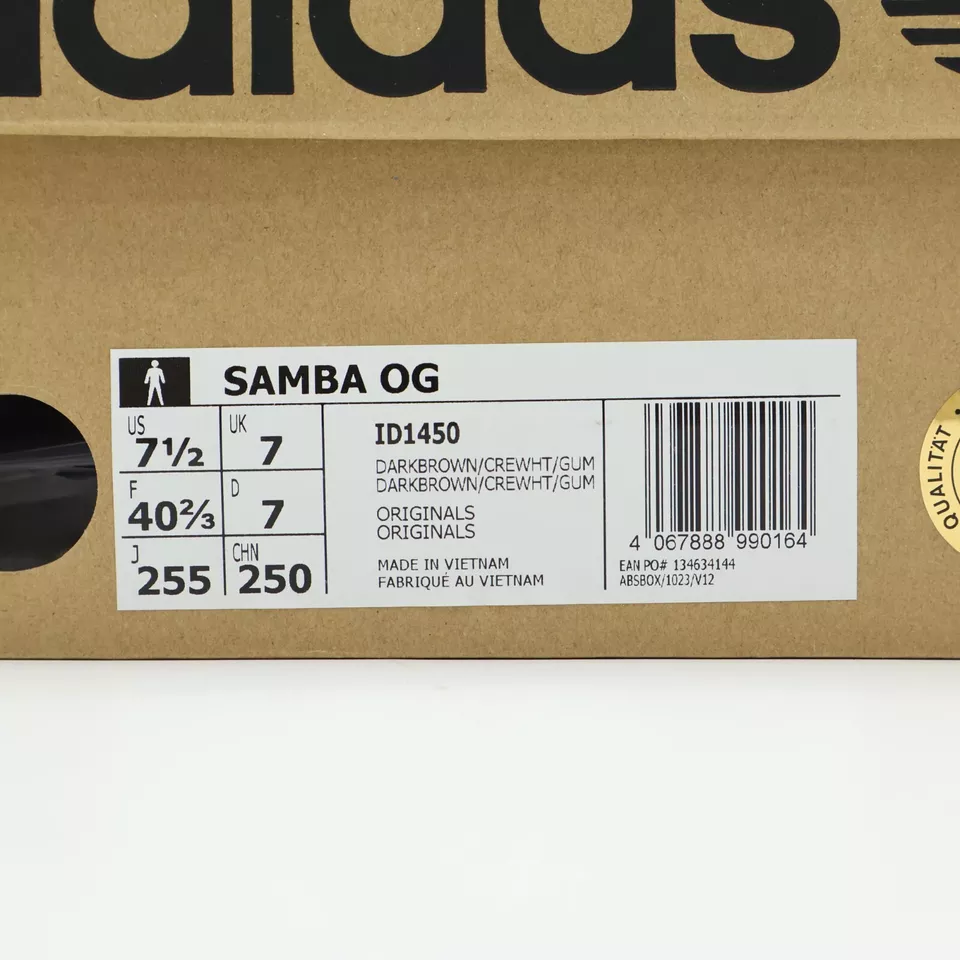 adidas
SAMBA OG
US
7½
UK
7
F
40⅔
D
7
J
255
CHN
250
ID1450
DARKBROWN/CREWHT/GUM
DARKBROWN/CREWHT/GUM
ORIGINALS
ORIGINALS
MADE IN VIETNAM
FABRIQUÉ AU VIETNAM
4 067888 990164
EAN PO# 134634144
ABSBOX/1023/V12
QUALITÄT